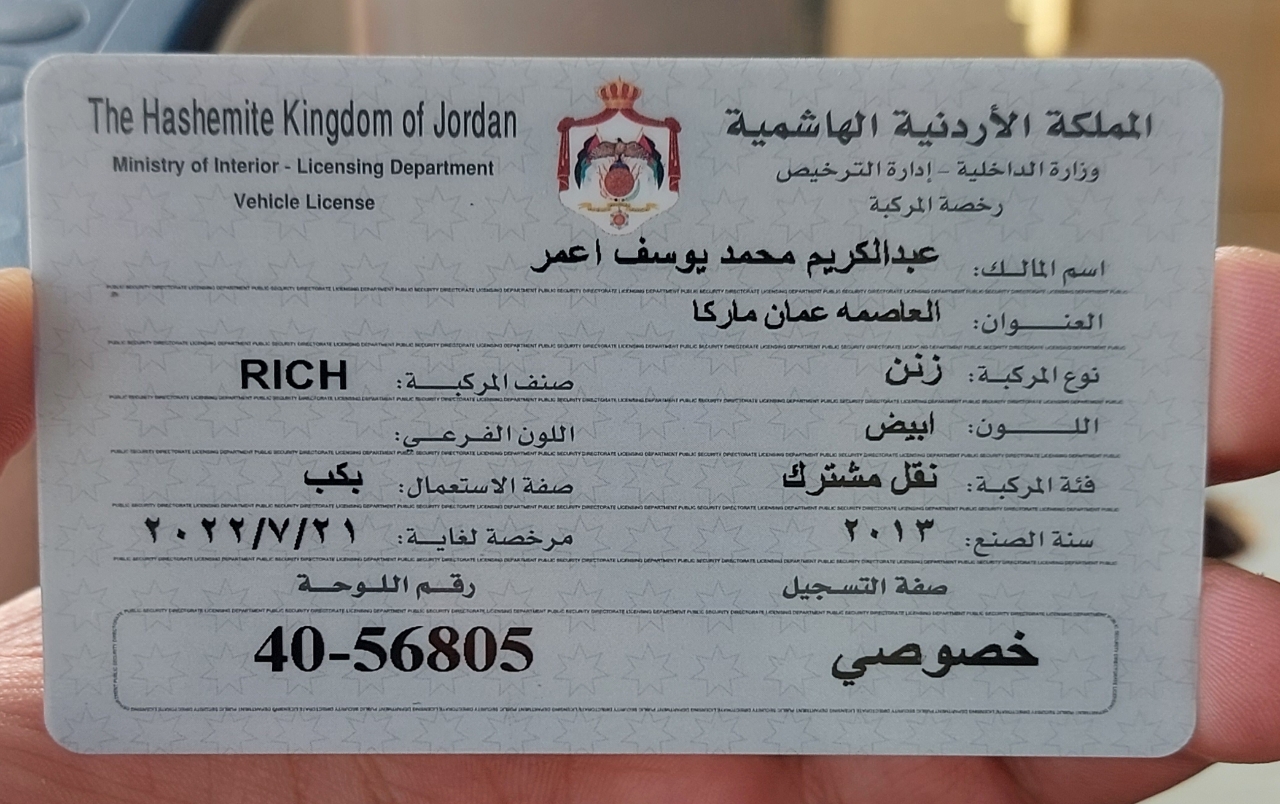 The Hashemite Kingdom of Jordan
المملكة الأردنية الهاشمية
Ministry of Interior - Licensing Department
وزارة الداخلية - إدارة الترخيص
Vehicle License
رخصة المركبة
اسم المالك: عبدالكريم محمد يوسف اعمر
العنوان: العاصمه عمان ماركا
نوع المركبة: زنن صنف المركبة: RICH
اللون: ابيض اللون الفرعي:
فئة المركبة: نقل مشترك صفة الاستعمال: بكب
سنة الصنع: ٢٠١٣ مرخصة لغاية: ٢٠٢٢/٧/٢١
صفة التسجيل رقم اللوحة
خصوصي 40-56805